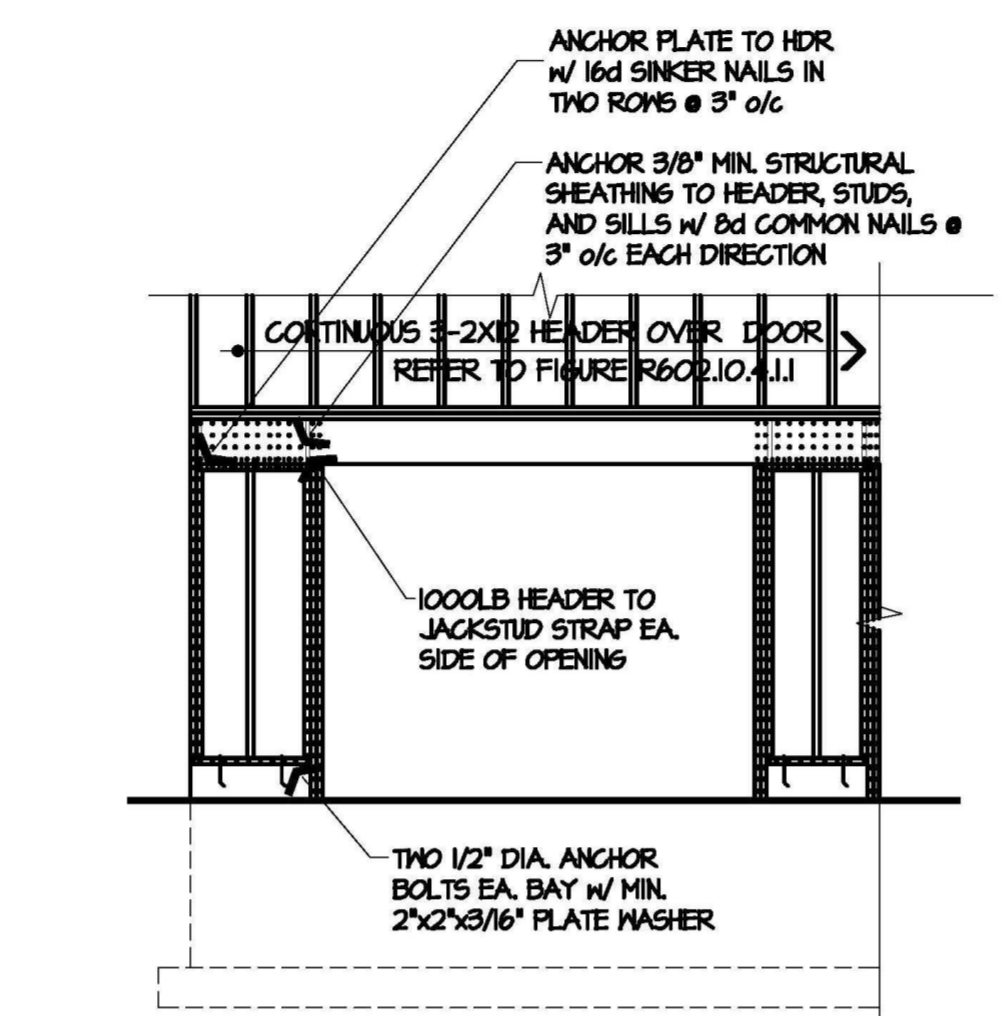 ANCHOR PLATE TO HDR
w/ 16d SINKER NAILS IN
TWO ROWS @ 3" o/c
ANCHOR 3/8" MIN. STRUCTURAL
SHEATHING TO HEADER, STUDS,
AND SILLS w/ 8d COMMON NAILS @
3" o/c EACH DIRECTION
CONTINUOUS 3-2X12 HEADER OVER DOOR
REFER TO FIGURE R602.10.4.1.1
1000LB HEADER TO
JACKSTUD STRAP EA.
SIDE OF OPENING
TWO 1/2" DIA. ANCHOR
BOLTS EA. BAY w/ MIN.
2"x2"x3/16" PLATE WASHER